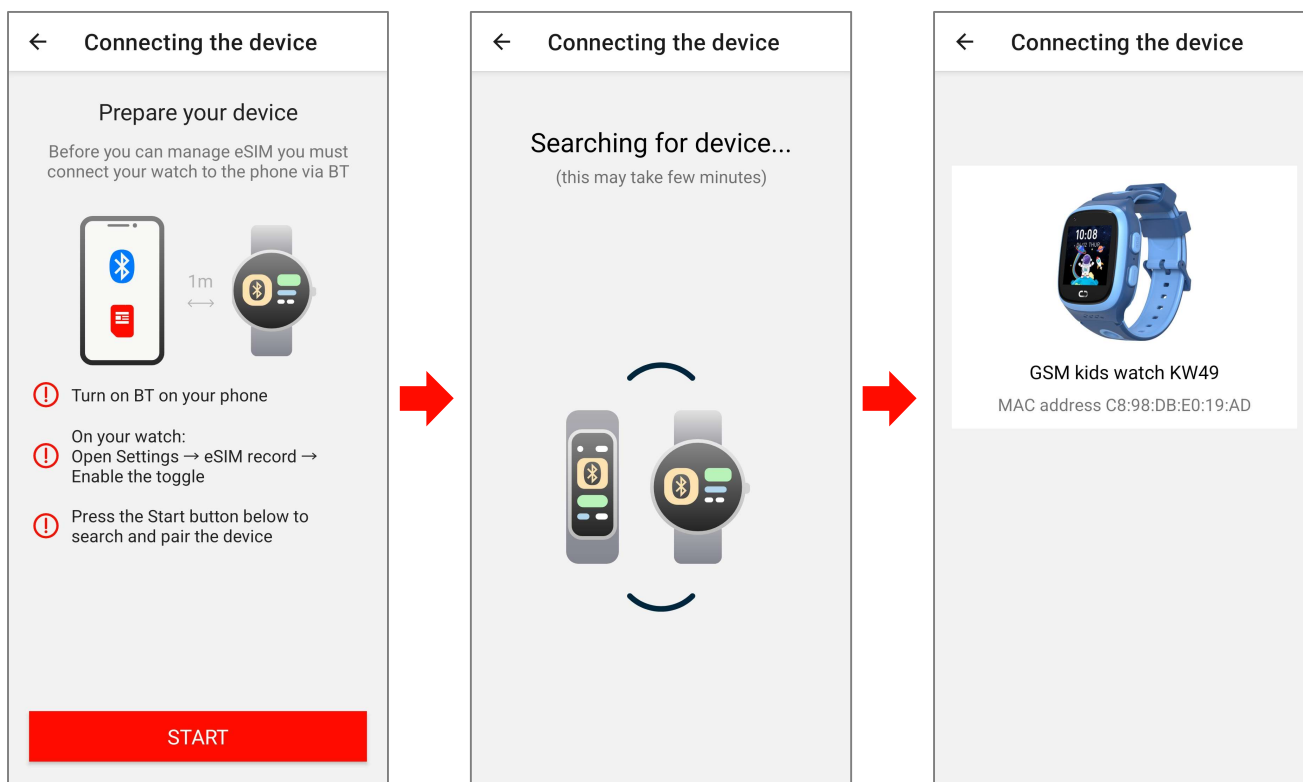 Connecting the device
Prepare your device
Before you can manage eSIM you must
connect your watch to the phone via BT
1m
Turn on BT on your phone
On your watch:
Open Settings → eSIM record →
Enable the toggle
Press the Start button below to
search and pair the device
START
Connecting the device
Searching for device...
(this may take few minutes)
Connecting the device
10:08
GSM kids watch KW49
MAC address C8:98:DB:E0:19:AD